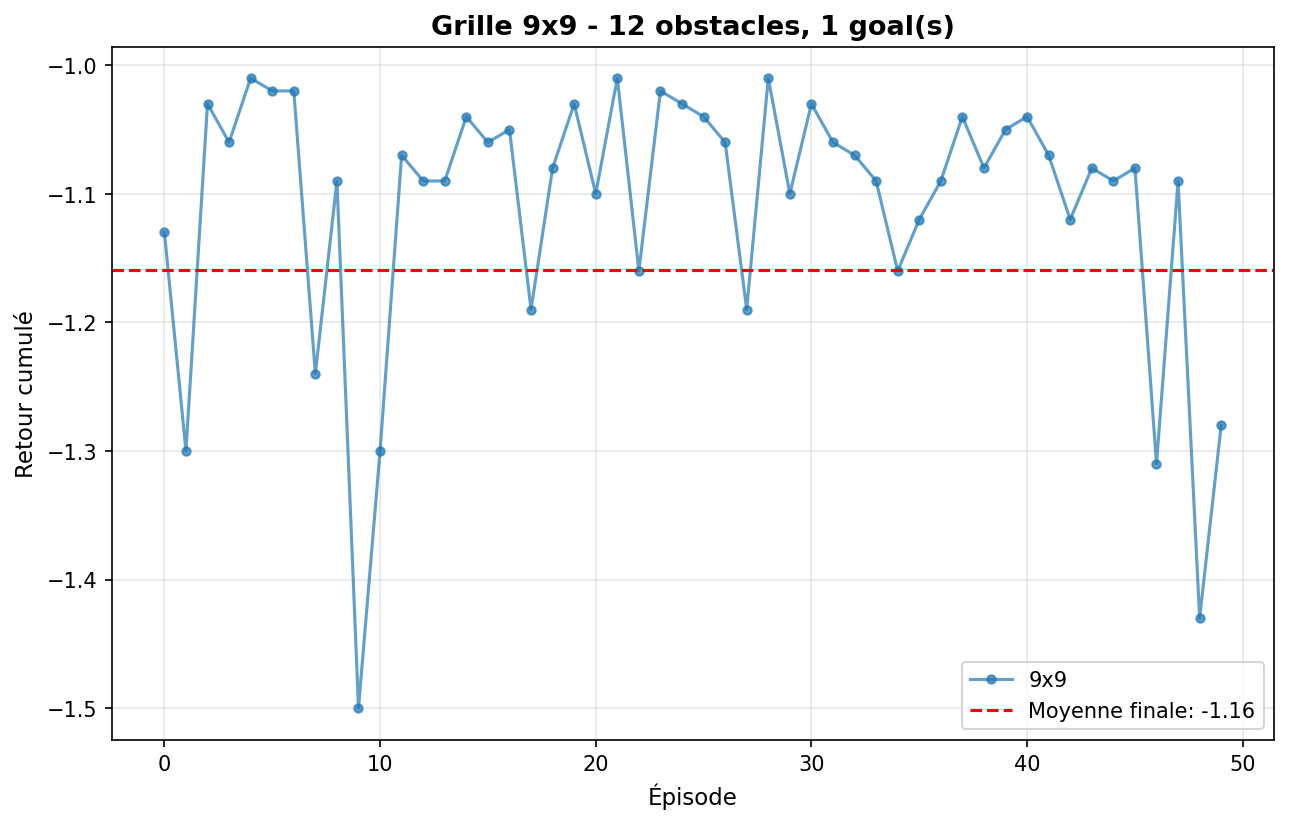 Grille 9x9 - 12 obstacles, 1 goal(s)
Retour cumulé
−1.0
−1.1
−1.2
−1.3
−1.4
−1.5
9x9
Moyenne finale: -1.16
0
10
20
30
40
50
Épisode